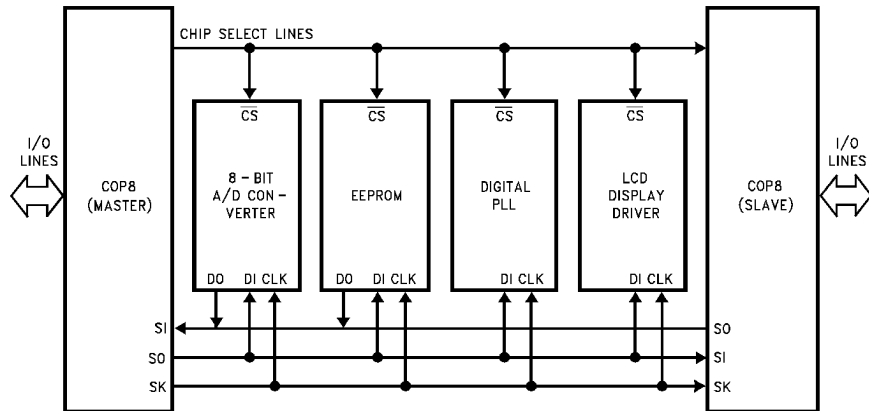 CHIP SELECT LINES
I/O
LINES
COP8
(MASTER)
CS
8-BIT
A/D CON-
VERTER
DO
DI
CLK
CS
EEPROM
DO
DI
CLK
CS
DIGITAL
PLL
DI
CLK
CS
LCD
DISPLAY
DRIVER
DI
CLK
COP8
(SLAVE)
I/O
LINES
SI
SO
SK
SO
SI
SK